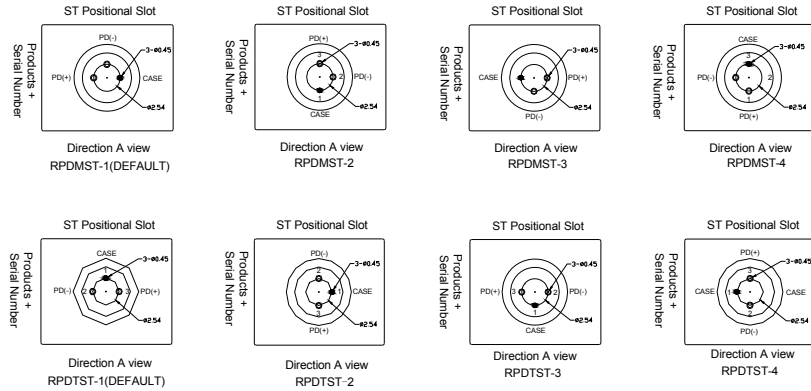 ST Positional Slot
Products +
Serial Number
PD(-)
3-ø0.45
PD(+)
CASE
ø2.54
Direction A view
RPDMST-1(DEFAULT)
ST Positional Slot
Products +
Serial Number
PD(+)
3-ø0.45
3
2
PD(-)
1
ø2.54
CASE
Direction A view
RPDMST-2
ST Positional Slot
Products +
Serial Number
3-ø0.45
CASE
PD(+)
ø2.54
PD(-)
Direction A view
RPDMST-3
ST Positional Slot
Products +
Serial Number
CASE
3-ø0.45
3
PD(-)
2
1
ø2.54
PD(+)
Direction A view
RPDMST-4
ST Positional Slot
Products +
Serial Number
CASE
3-ø0.45
1
PD(-)
2
3
PD(+)
ø2.54
Direction A view
RPDTST-1(DEFAULT)
ST Positional Slot
Products +
Serial Number
PD(-)
3-ø0.45
2
1
CASE
3
ø2.54
PD(+)
Direction A view
RPDTST-2
ST Positional Slot
Products +
Serial Number
3-ø0.45
PD(+)
3
2
PD(-)
1
ø2.54
CASE
Direction A view
RPDTST-3
ST Positional Slot
Products +
Serial Number
PD(+)
3-ø0.45
3
CASE
1
CASE
2
ø2.54
PD(-)
Direction A view
RPDTST-4